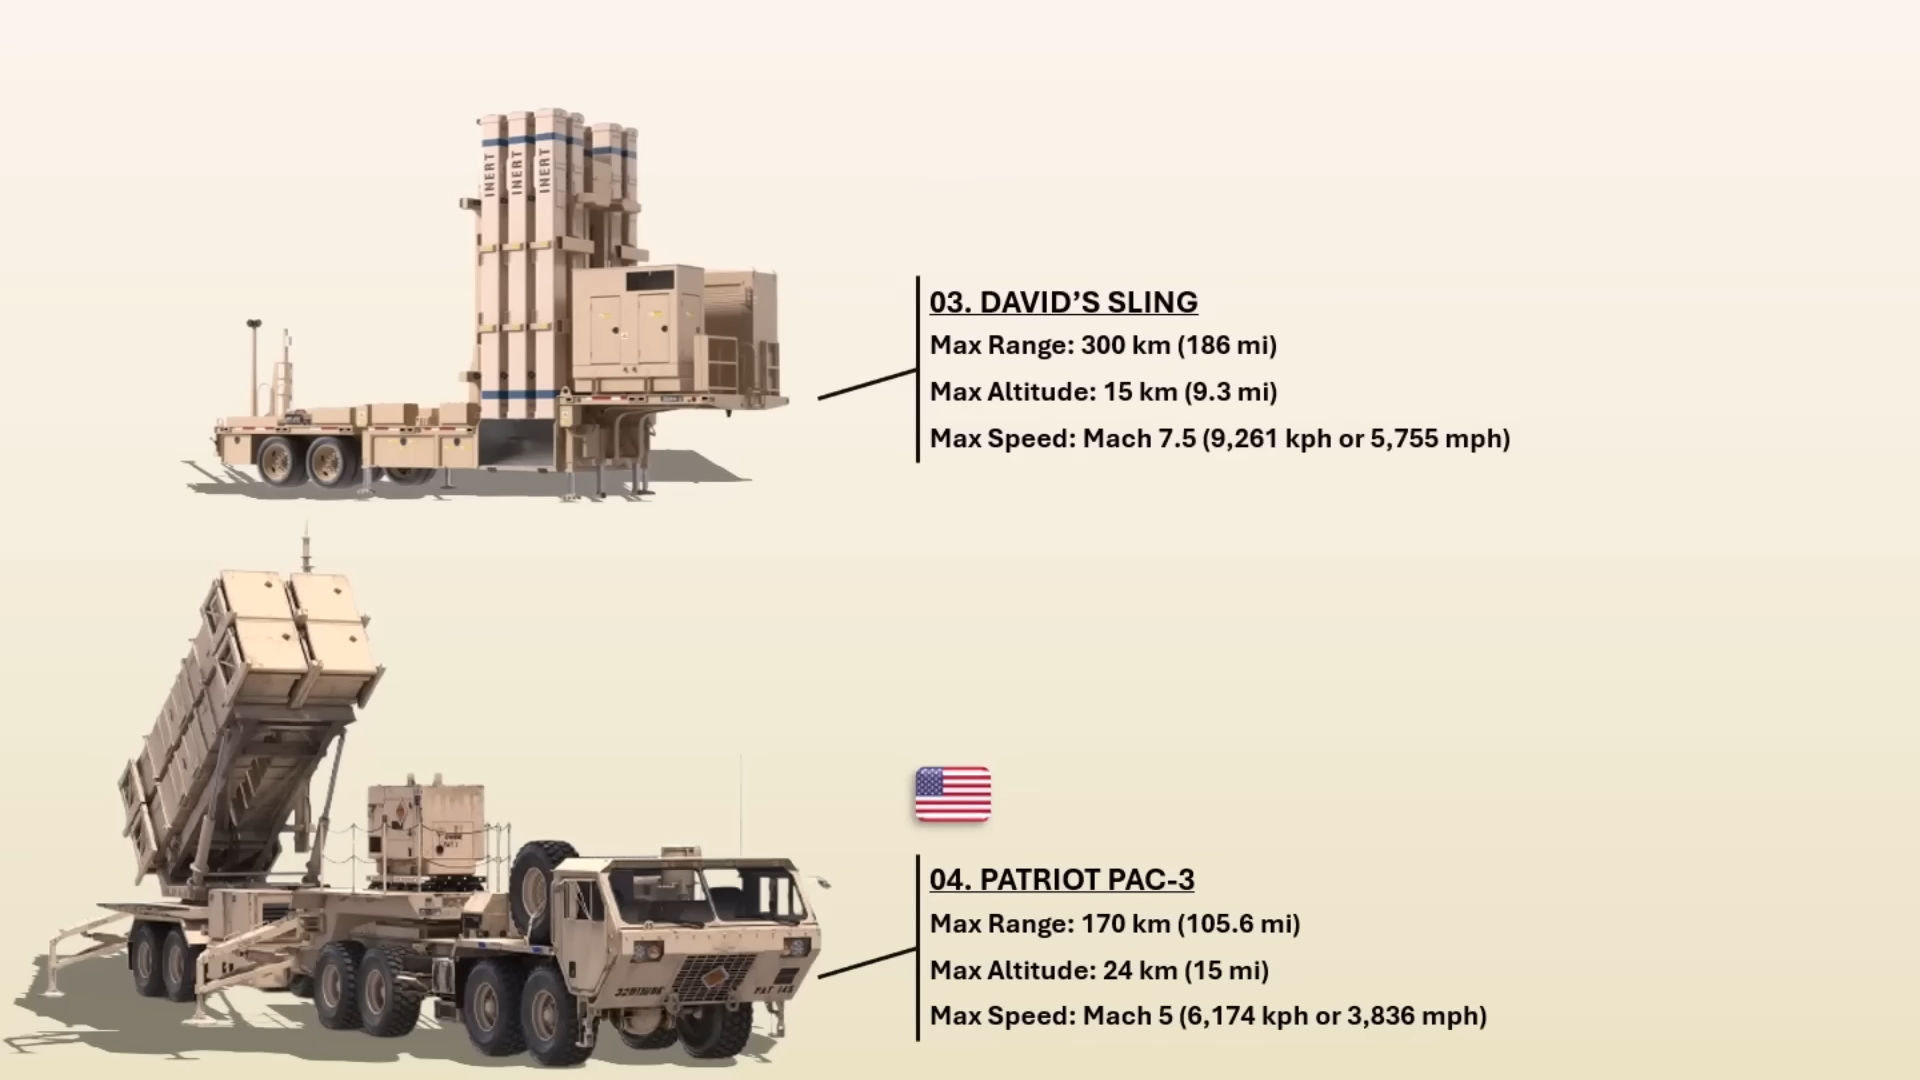 INERT INERT INERT
03. DAVID'S SLING
Max Range: 300 km (186 mi)
Max Altitude: 15 km (9.3 mi)
Max Speed: Mach 7.5 (9,261 kph or 5,755 mph)
04. PATRIOT PAC-3
Max Range: 170 km (105.6 mi)
Max Altitude: 24 km (15 mi)
Max Speed: Mach 5 (6,174 kph or 3,836 mph)